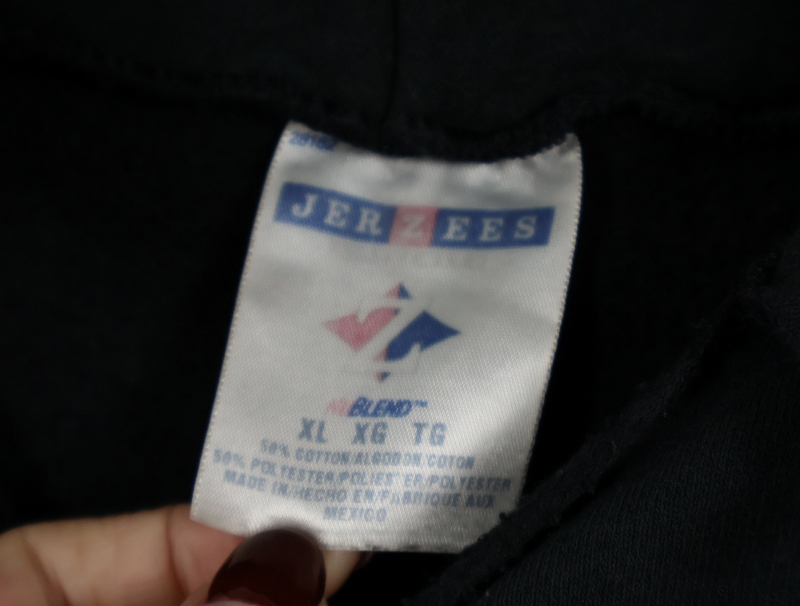 JERZEES
NUBLEND™
XL XG TG
50% COTTON/ALGODON/COTON
50% POLYESTER/POLIESTER/POLYESTER
MADE IN/HECHO EN/FABRIQUE AUX
MEXICO